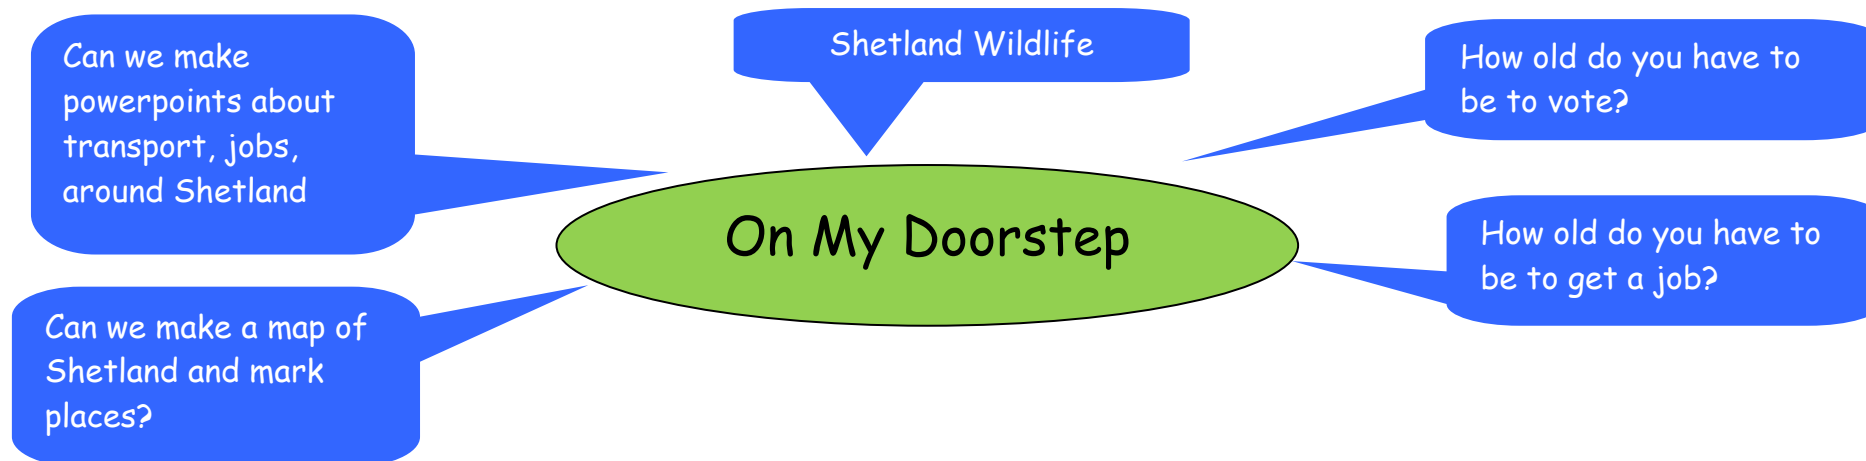 Can we make
powerpoints about
transport, jobs,
around Shetland
Shetland Wildlife
How old do you have to
be to vote?
On My Doorstep
How old do you have to
be to get a job?
Can we make a map of
Shetland and mark
places?